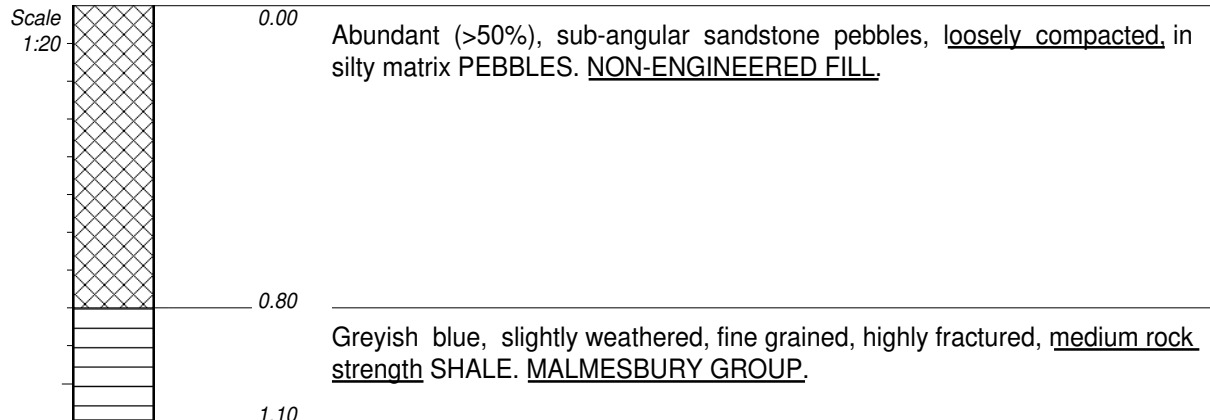 Scale
1:20
0.00
Abundant (>50%), sub-angular sandstone pebbles, loosely compacted, in
silty matrix PEBBLES. NON-ENGINEERED FILL.
0.80
Greyish blue, slightly weathered, fine grained, highly fractured, medium rock
strength SHALE. MALMESBURY GROUP.
1.10